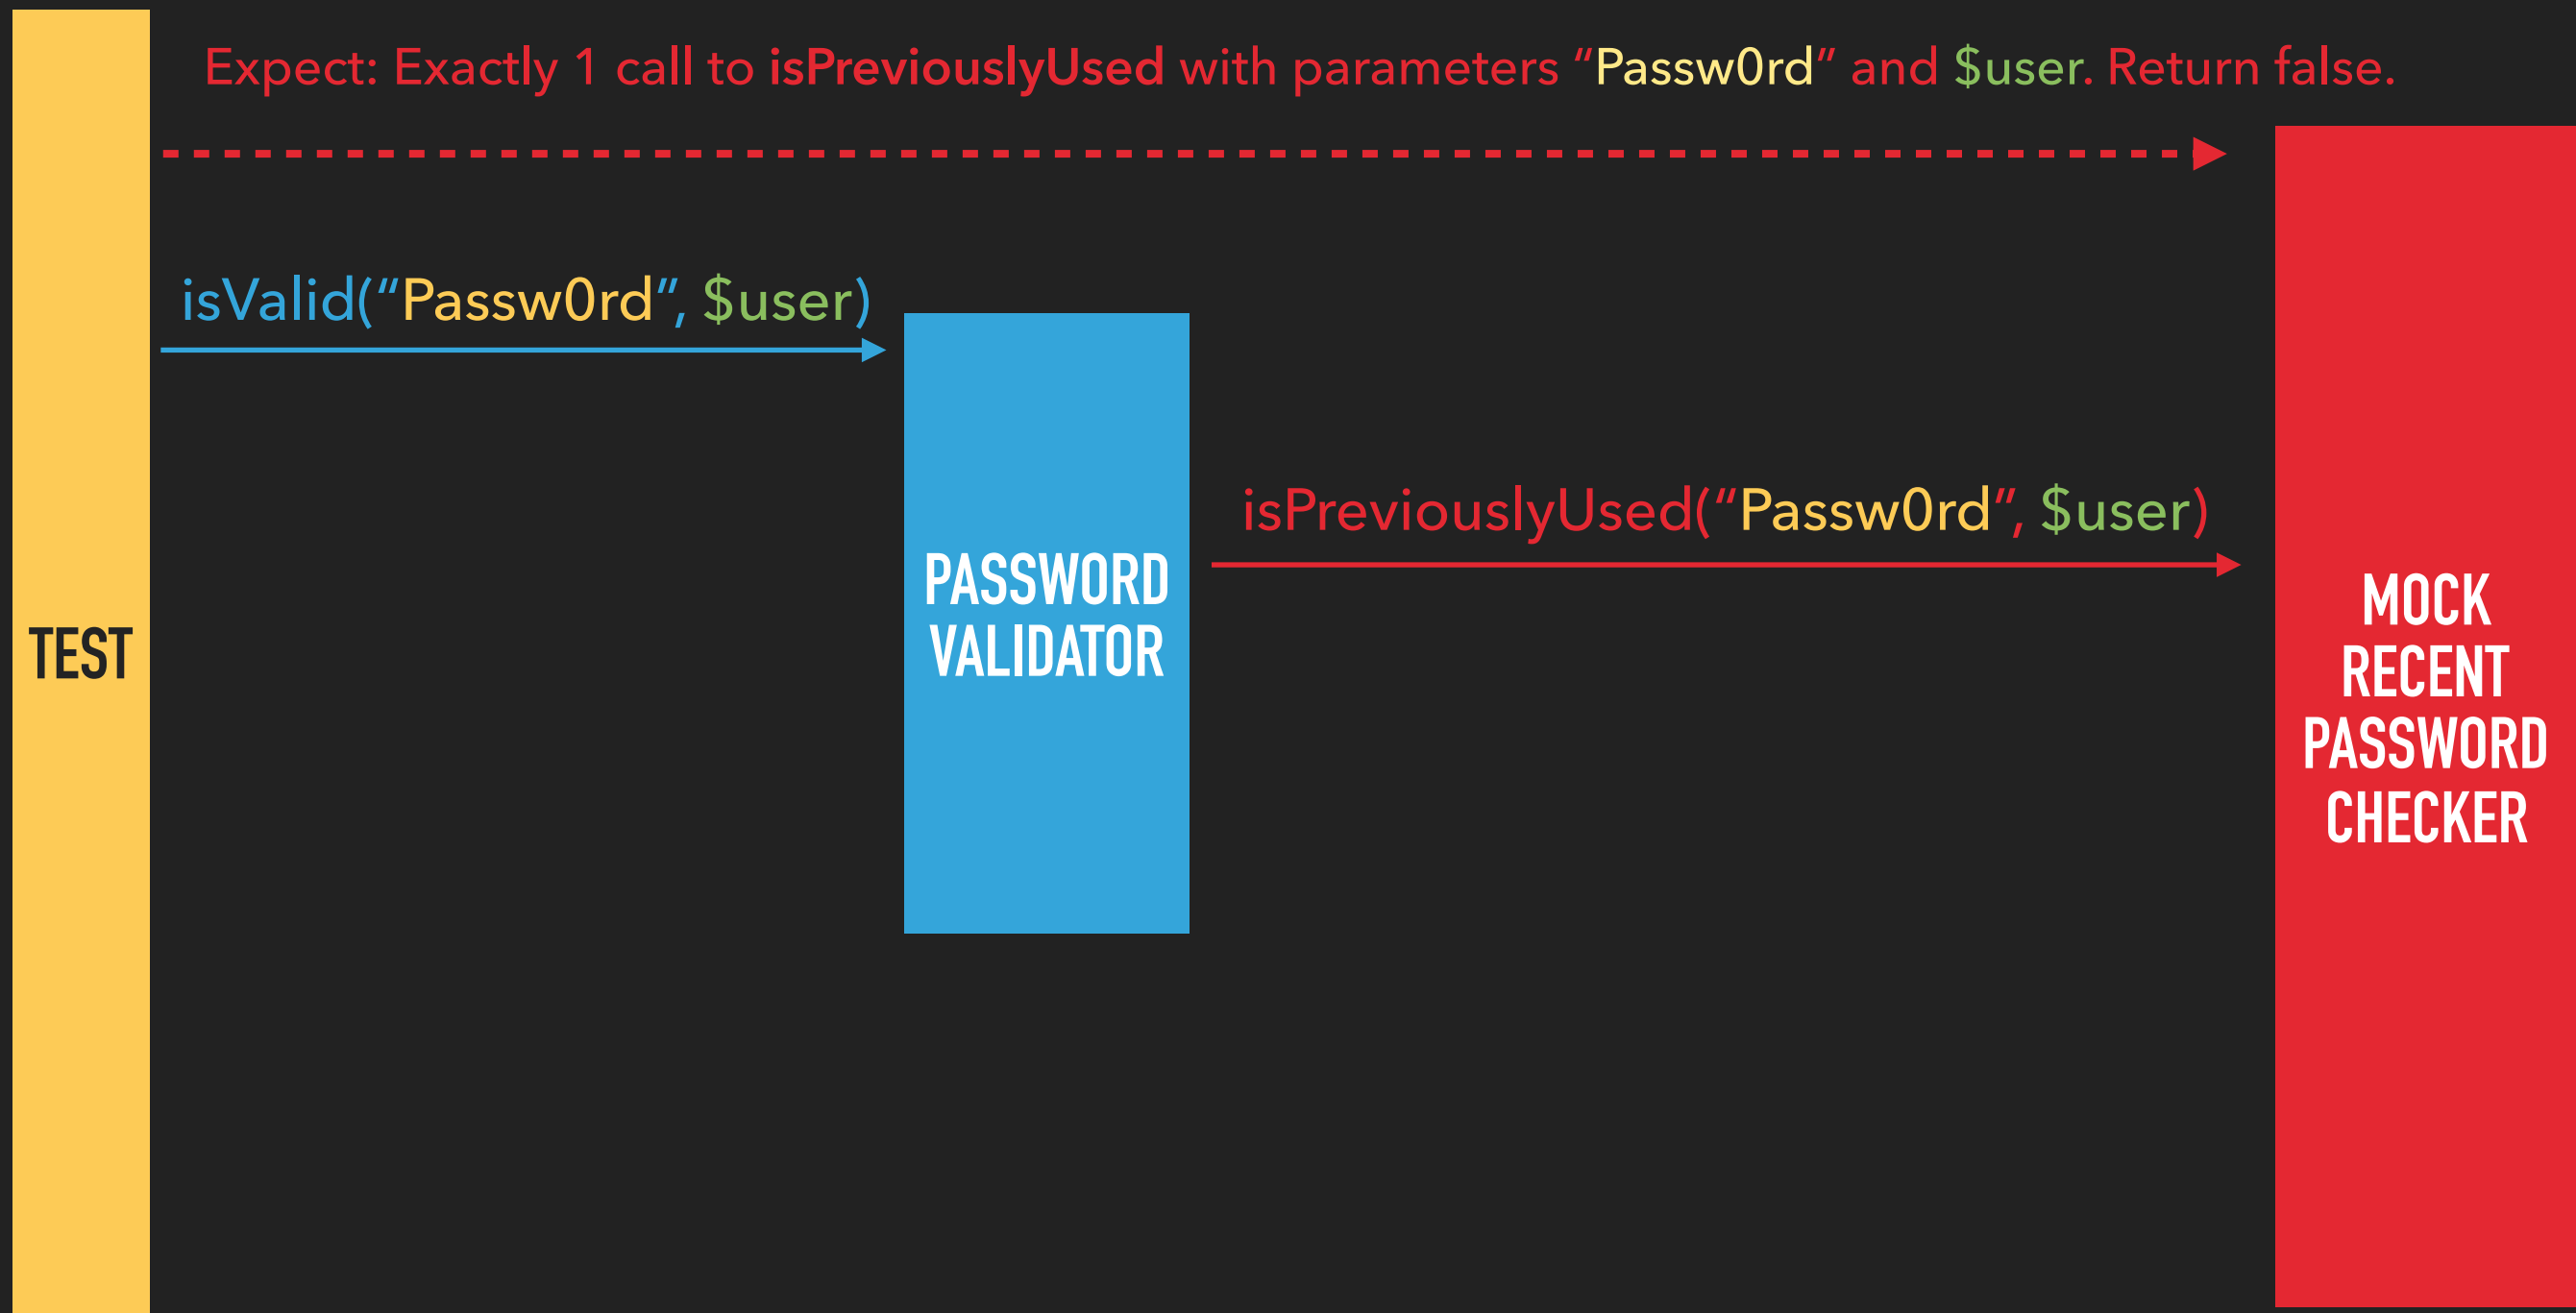 Expect: Exactly 1 call to isPreviouslyUsed with parameters “Passw0rd” and $user. Return false.
isValid(“Passw0rd”, $user)
isPreviouslyUsed(“Passw0rd”, $user)
TEST
PASSWORD
VALIDATOR
MOCK
RECENT
PASSWORD
CHECKER